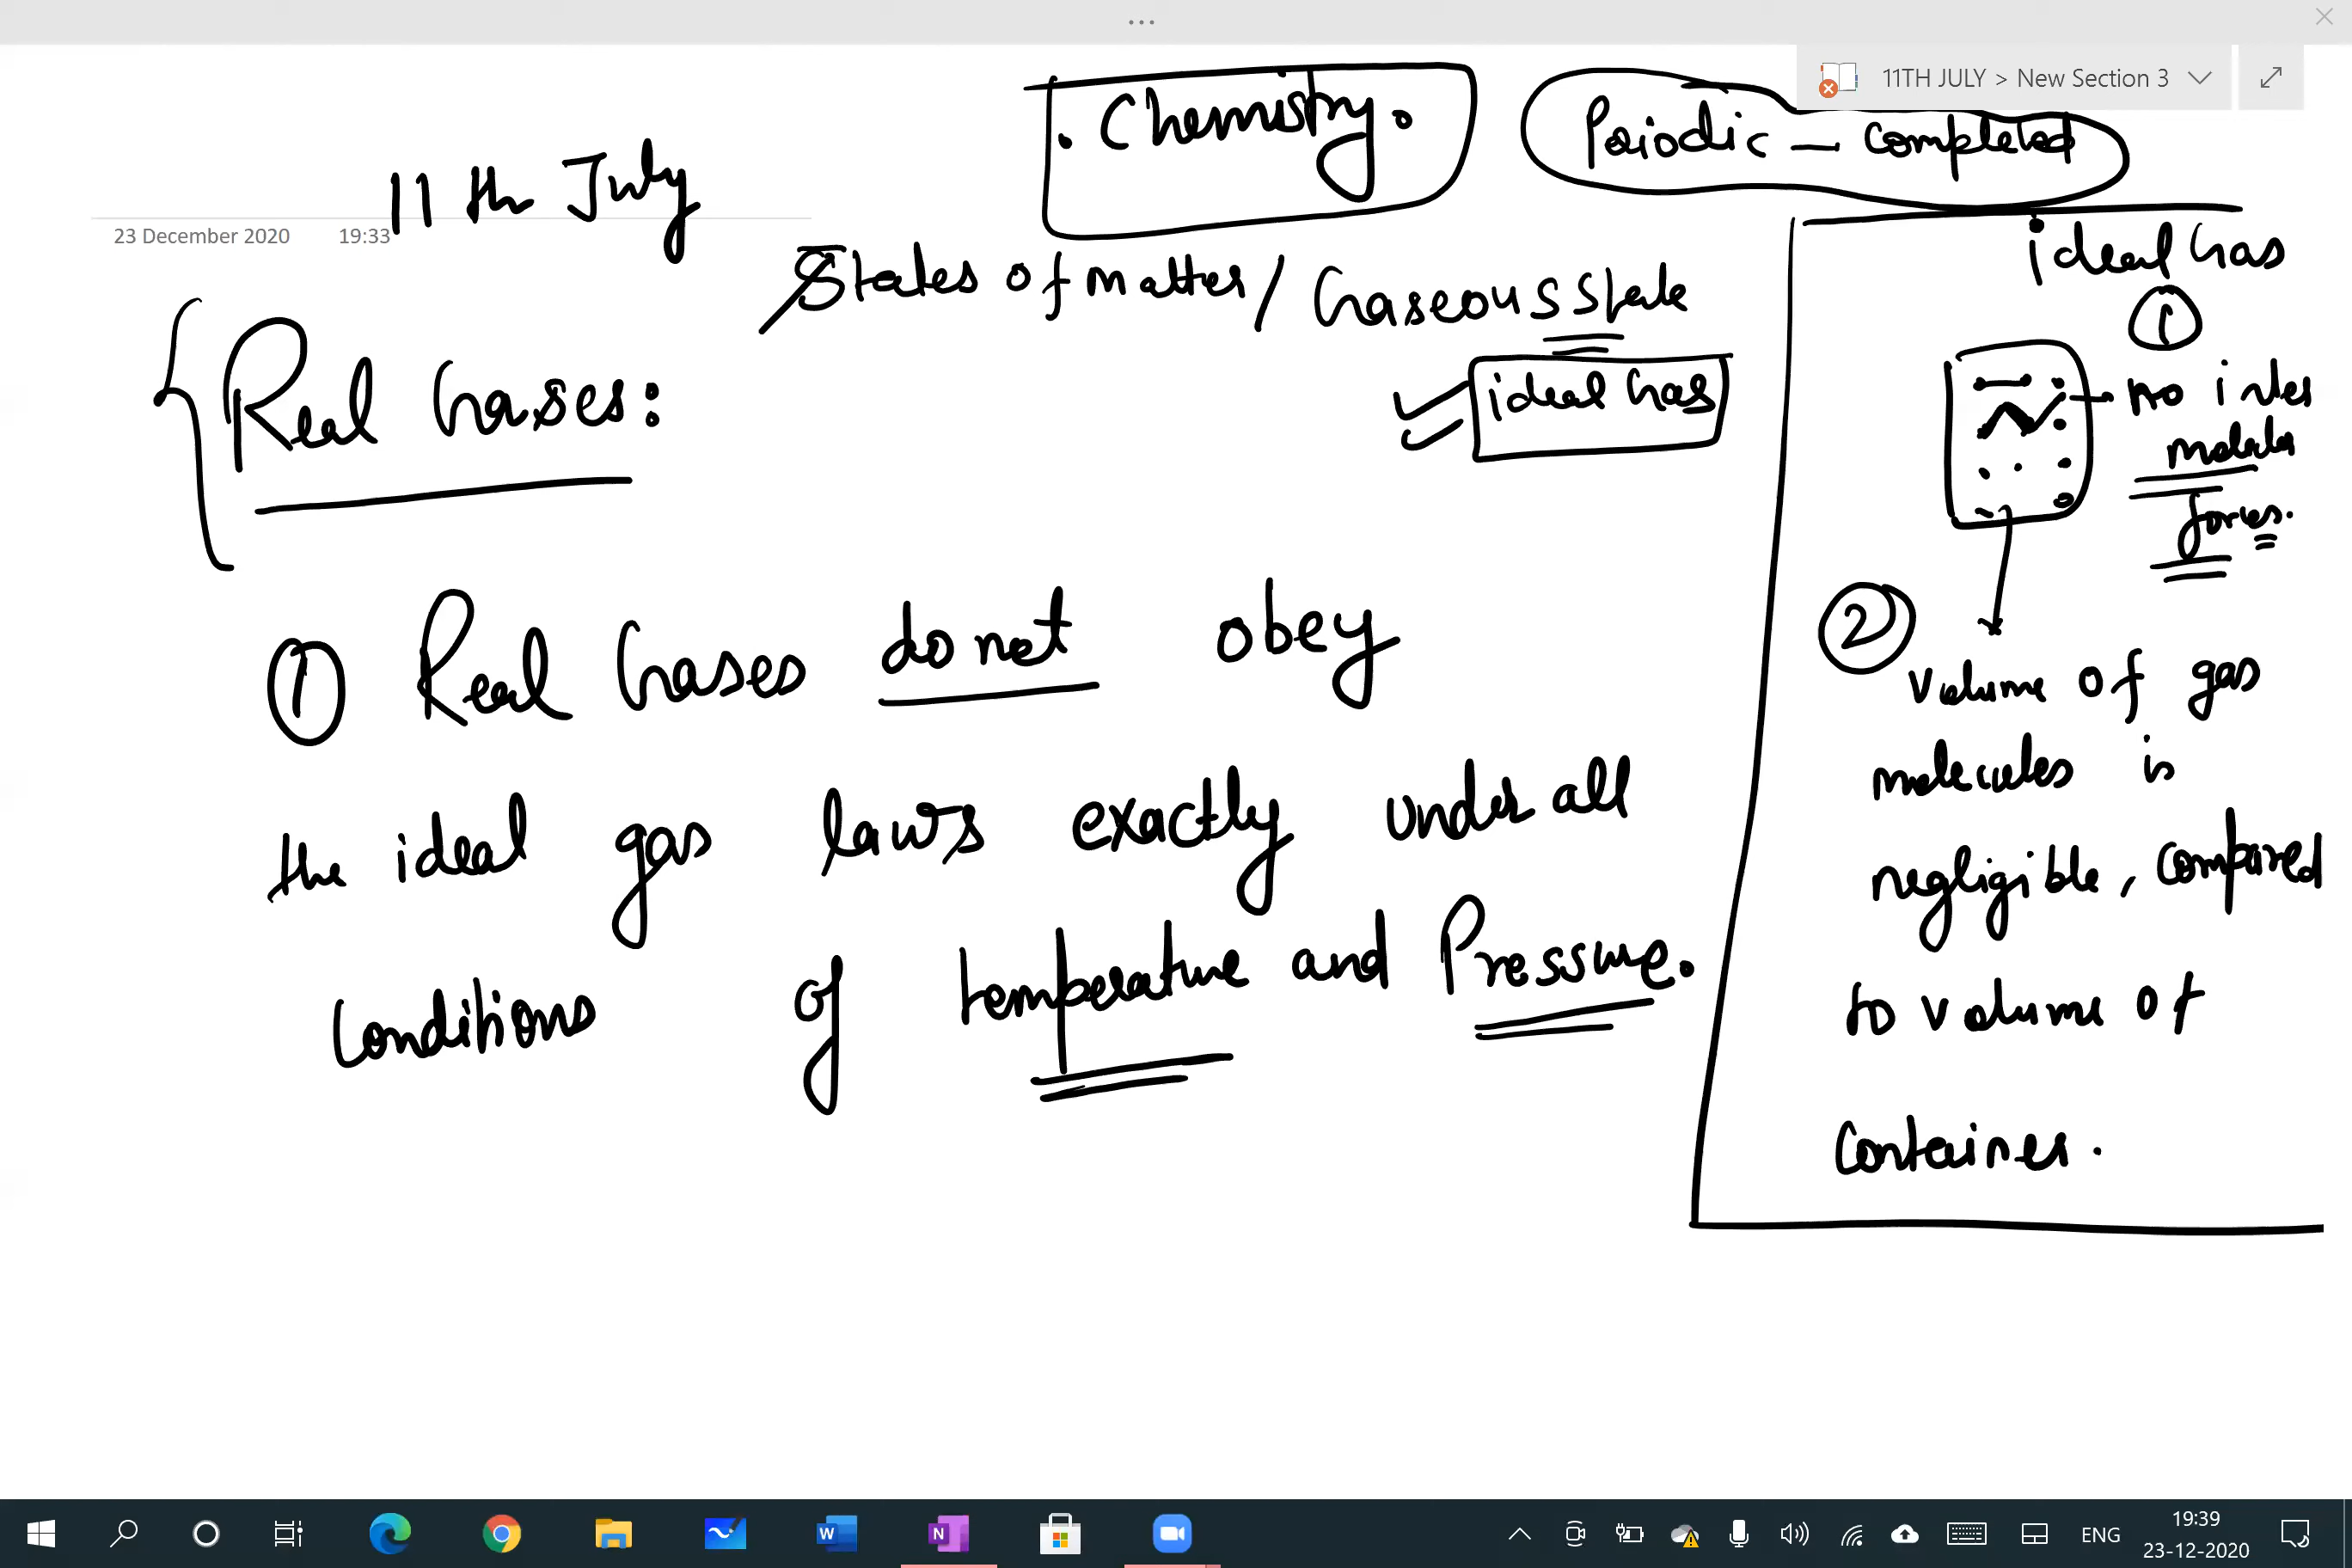 ...
11TH JULY > New Section 3
. Chemistry.
Periodic – Completed
11 th July
23 December 2020 19:33
States of matter / Gaseous state
ideal Gas
Real Gases:
① Real Gases do not obey
the ideal gas laws exactly under all
Conditions of temperature and Pressure.
ideal Gas
①
no inter
forces.
②
Volume of gas
molecules is
negligible, compared
to volume of
Container.
ENG
19:39
23-12-2020